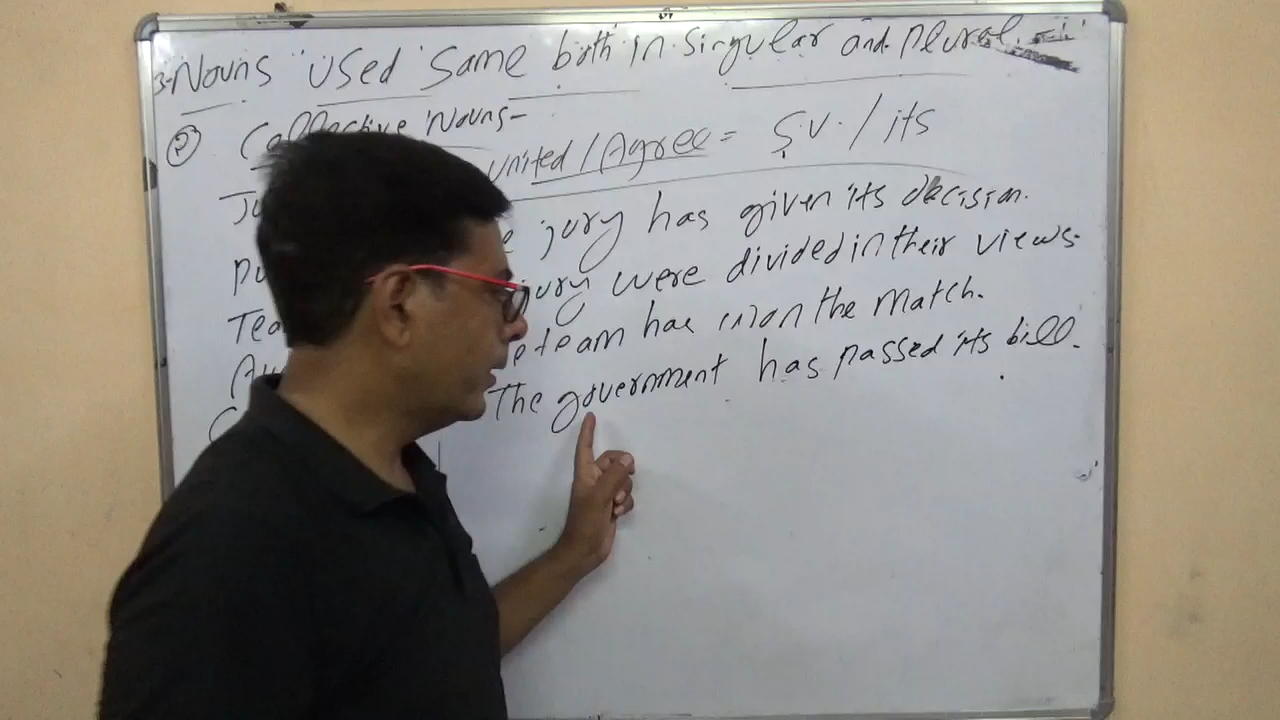 3-Nouns used same both in singular and plural
(2) Collective Nouns-
United / Agree = S.V. / its
jury has given its decision.
jury were divided in their views.
team has won the match.
The government has passed its bill.